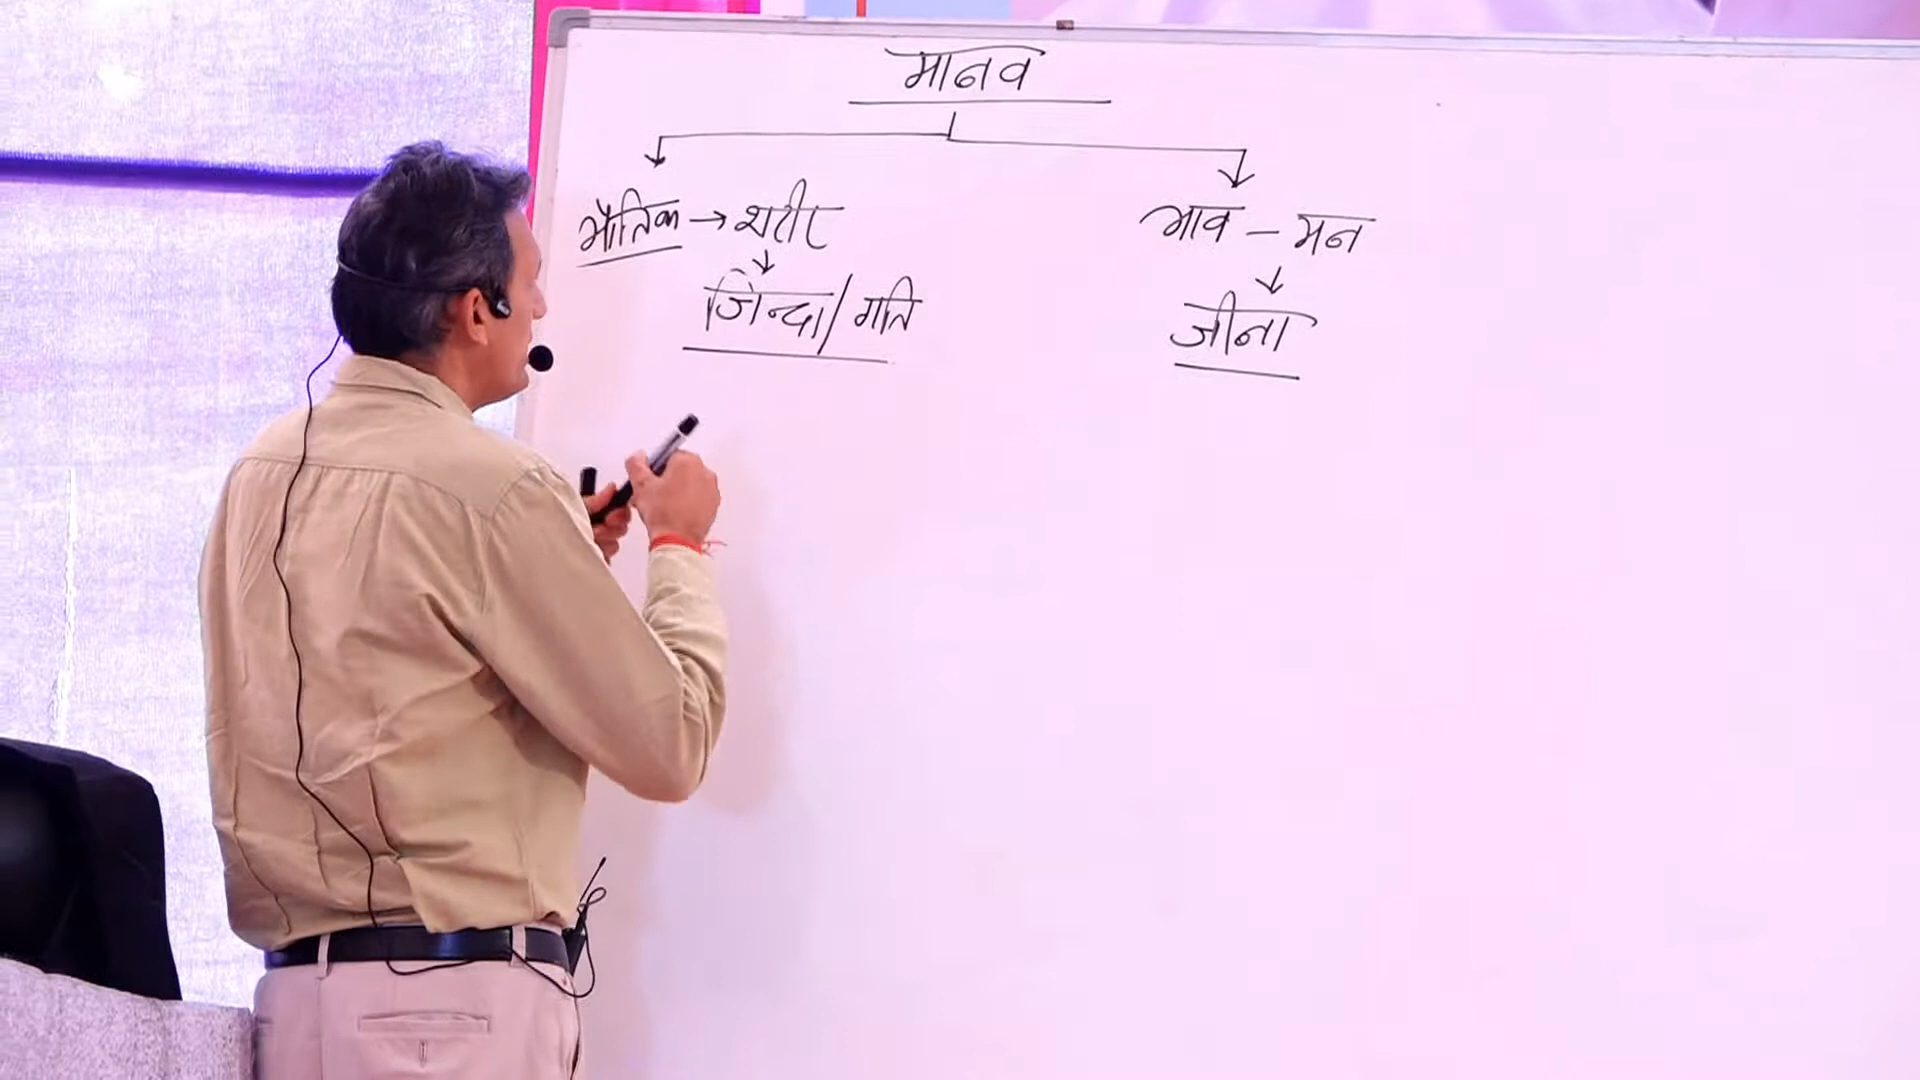 मानव
भौतिक → शरीर
भाव - मन
↓
↓
जिन्दा / गति
जीना